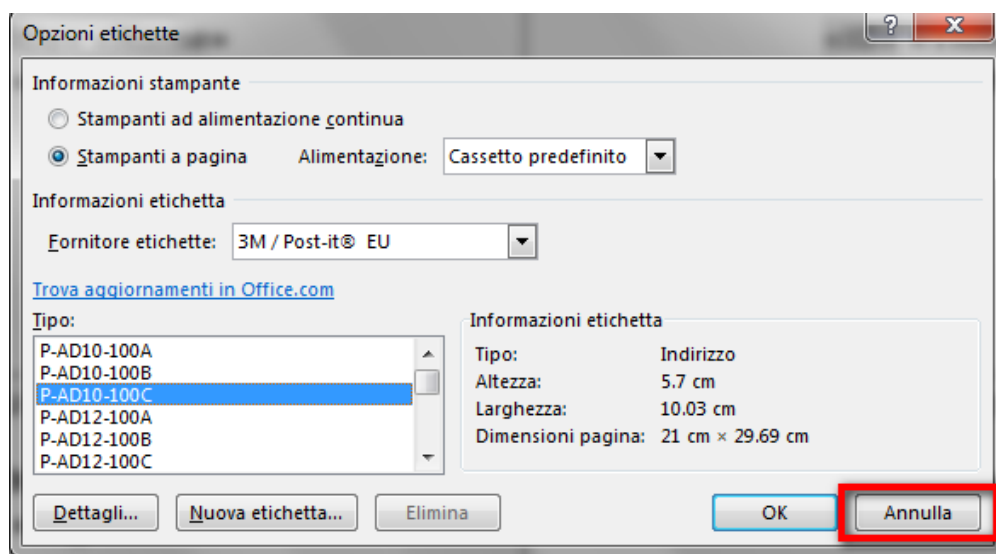 Opzioni etichette
Informazioni stampante
Stampanti ad alimentazione continua
Stampanti a pagina Alimentazione: Cassetto predefinito
Informazioni etichetta
Fornitore etichette: 3M / Post-it® EU
Trova aggiornamenti in Office.com
Tipo:
P-AD10-100A
P-AD10-100B
P-AD10-100C
P-AD12-100A
P-AD12-100B
P-AD12-100C
Informazioni etichetta
Tipo: Indirizzo
Altezza: 5.7 cm
Larghezza: 10.03 cm
Dimensioni pagina: 21 cm × 29.69 cm
Dettagli... Nuova etichetta... Elimina OK Annulla